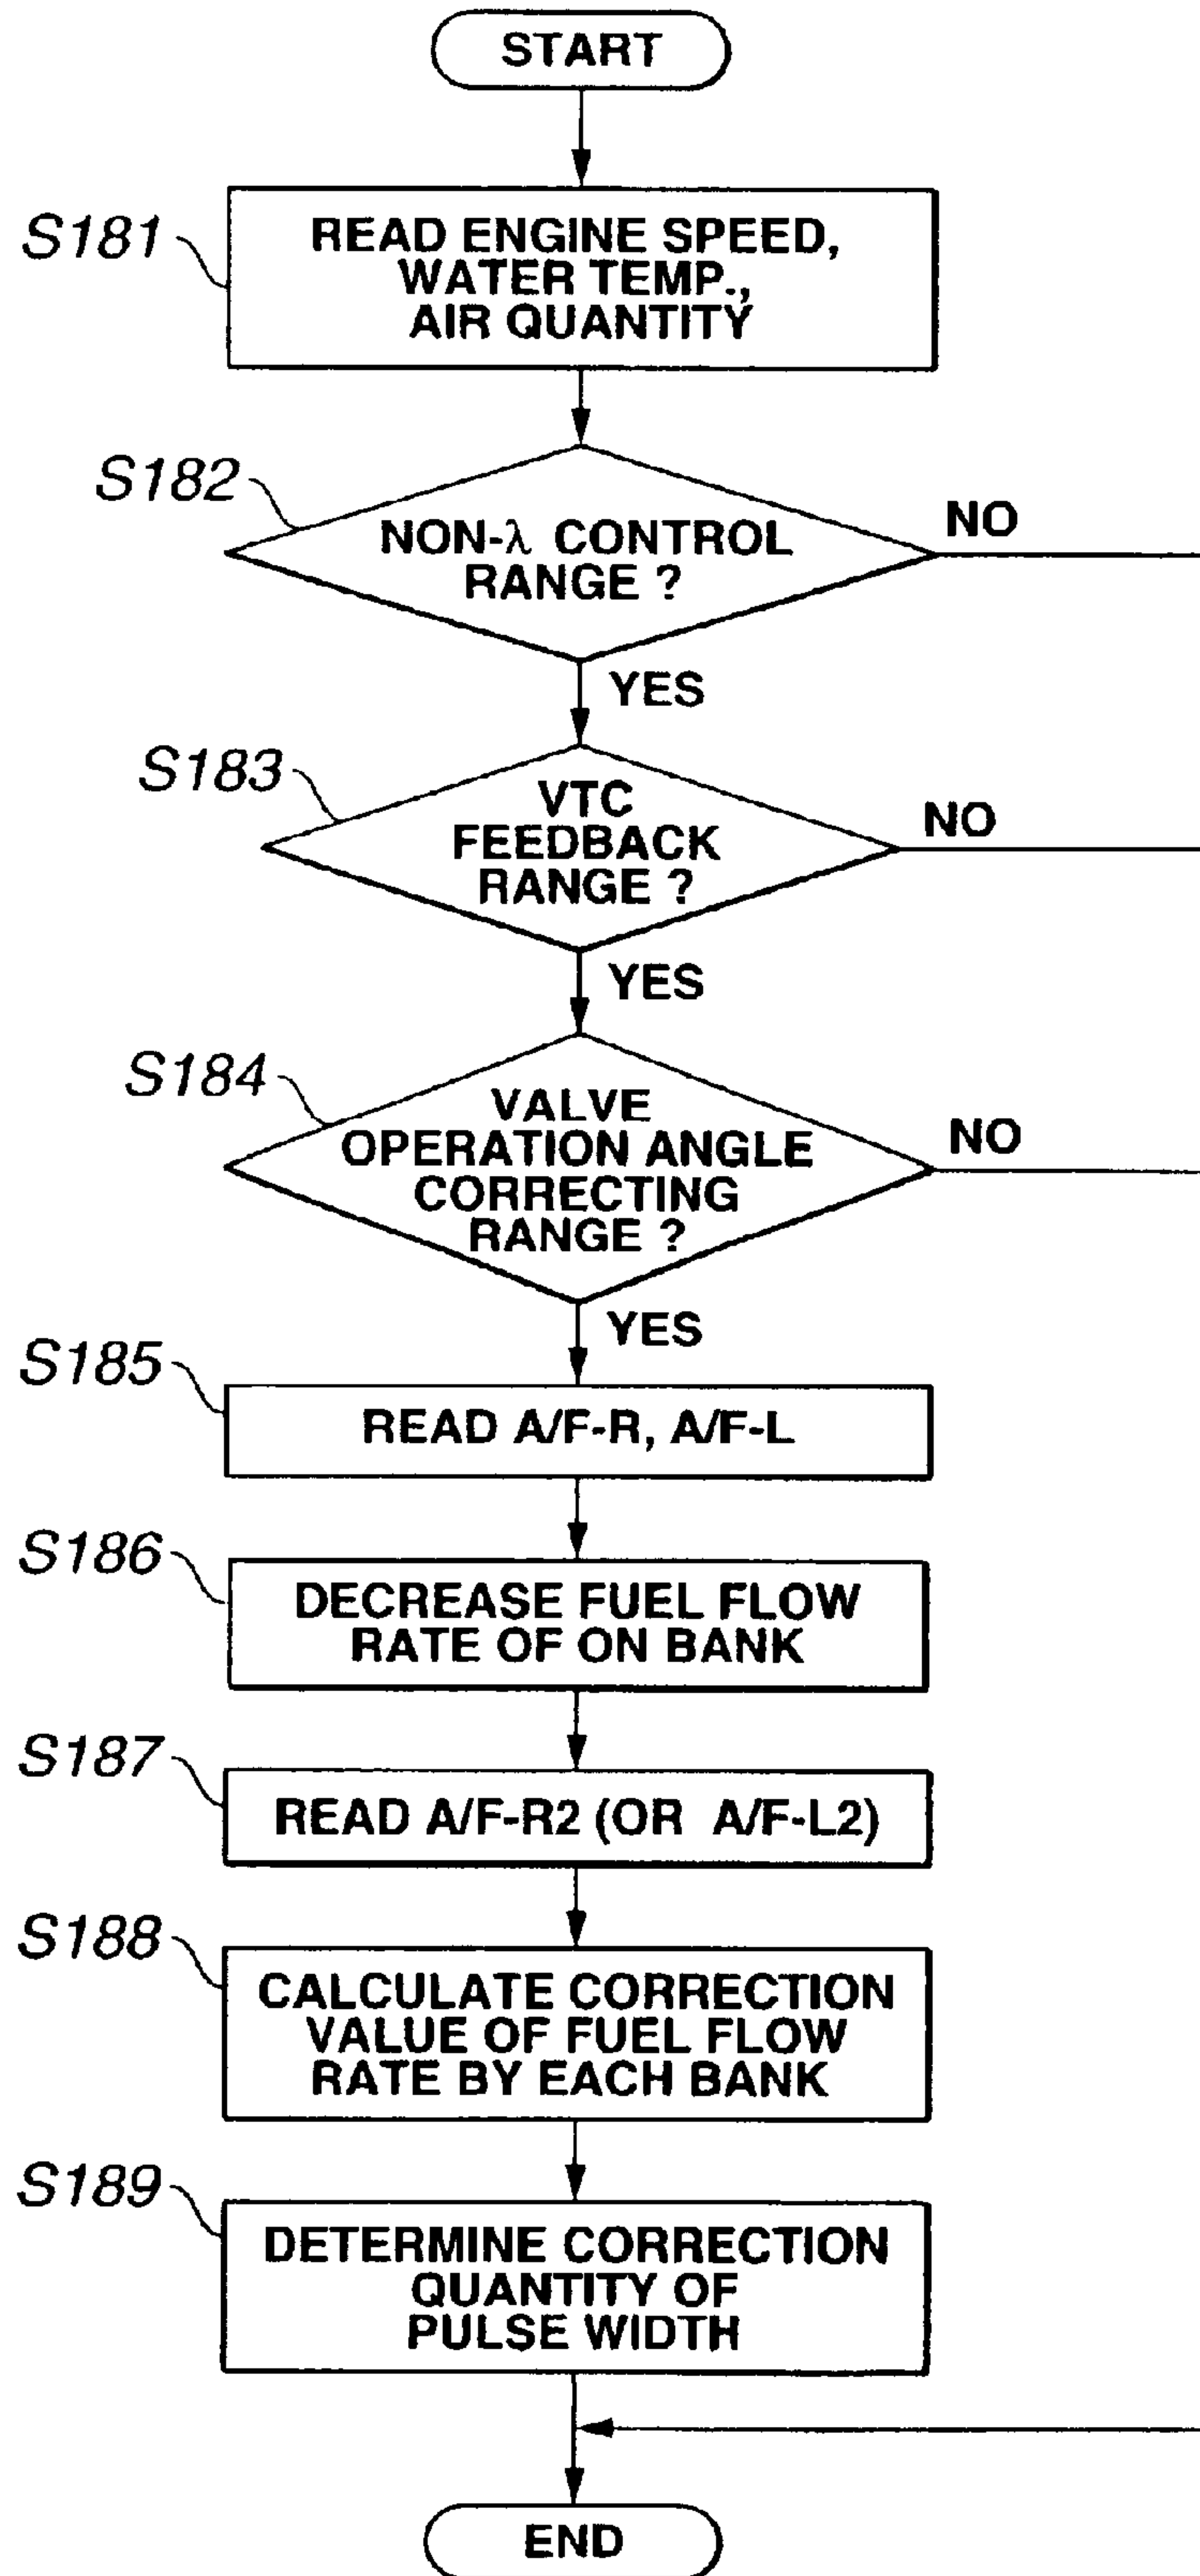 START
S181
READ ENGINE SPEED,
WATER TEMP.,
AIR QUANTITY
S182
NON-λ CONTROL
RANGE ?
NO
YES
S183
VTC
FEEDBACK
RANGE ?
NO
YES
S184
VALVE
OPERATION ANGLE
CORRECTING
RANGE ?
NO
YES
S185
READ A/F-R, A/F-L
S186
DECREASE FUEL FLOW
RATE OF ON BANK
S187
READ A/F-R2 (OR A/F-L2)
S188
CALCULATE CORRECTION
VALUE OF FUEL FLOW
RATE BY EACH BANK
S189
DETERMINE CORRECTION
QUANTITY OF
PULSE WIDTH
END